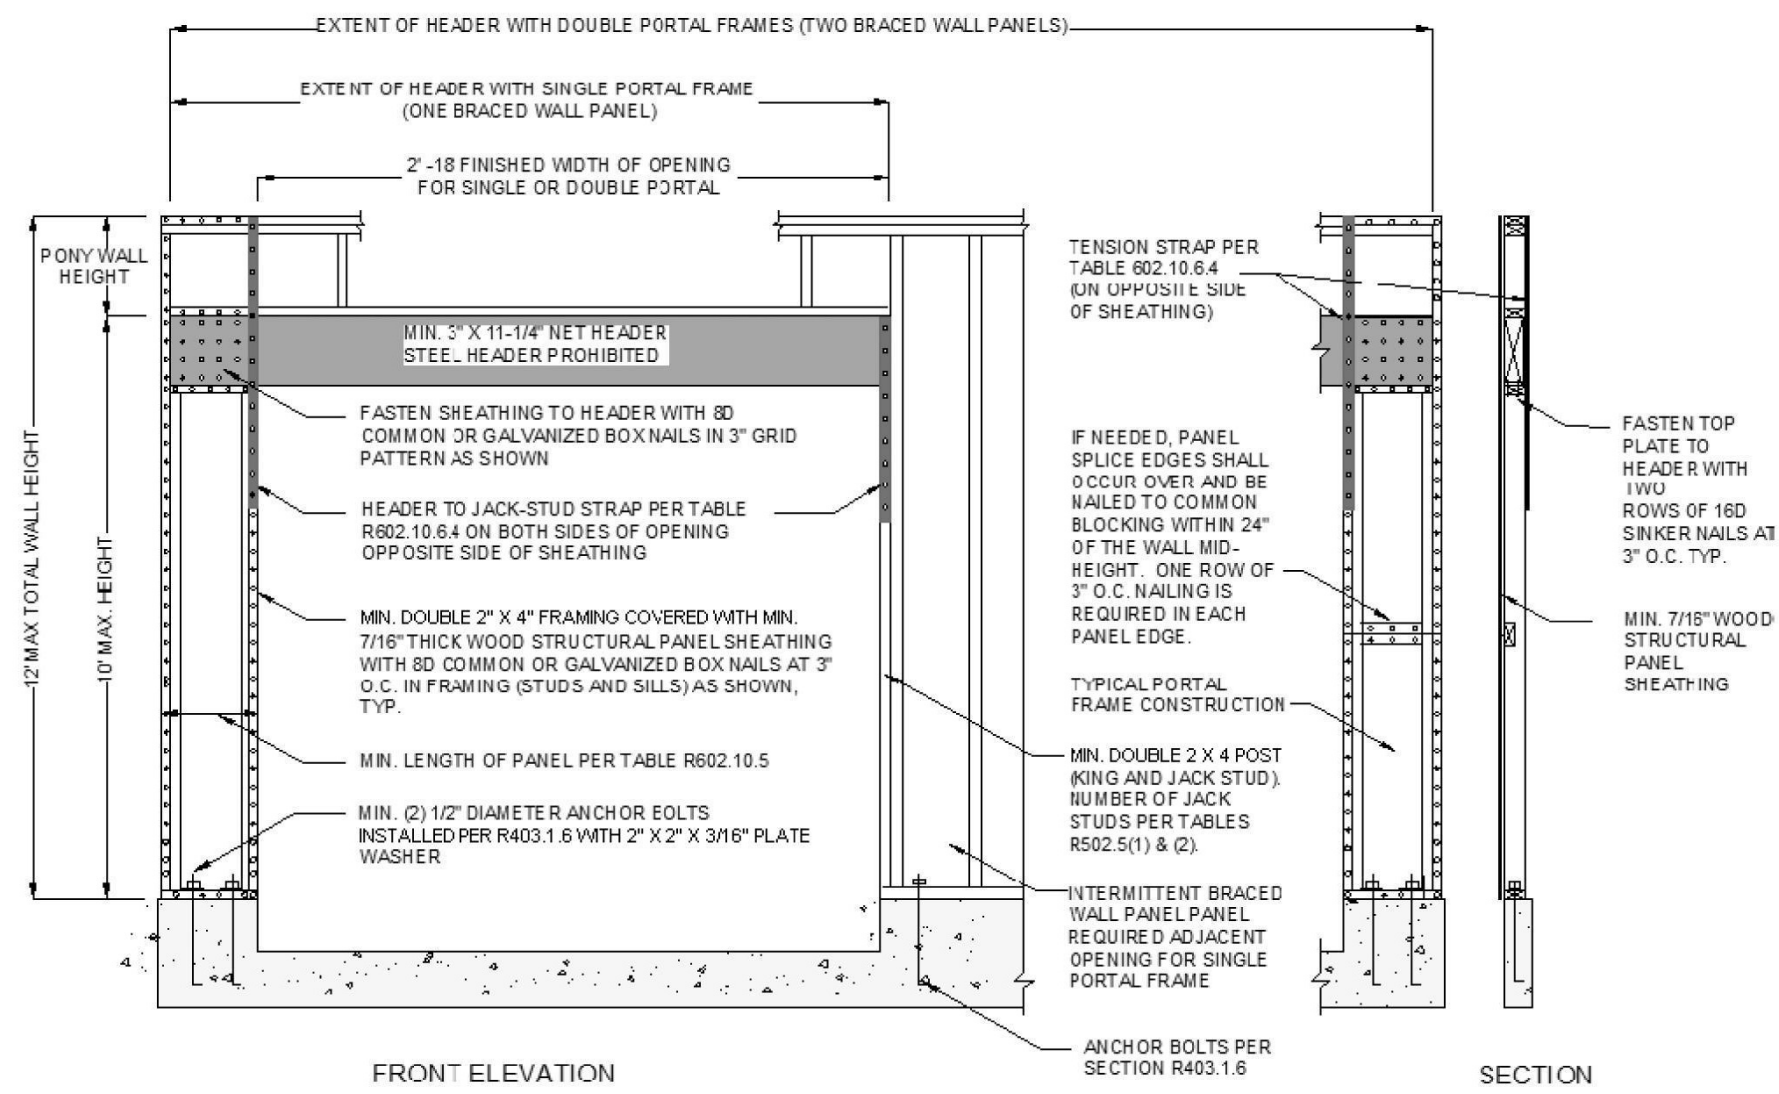 EXTENT OF HEADER WITH DOUBLE PORTAL FRAMES (TWO BRACED WALL PANELS)
EXTENT OF HEADER WITH SINGLE PORTAL FRAME
(ONE BRACED WALL PANEL)
2' -18 FINISHED WIDTH OF OPENING
FOR SINGLE OR DOUBLE PORTAL
PONY WALL
HEIGHT
12' MAX TOTAL WALL HEIGHT
10' MAX. HEIGHT
MIN. 3" X 11-1/4" NET HEADER
STEEL HEADER PROHIBITED
FASTEN SHEATHING TO HEADER WITH 8D
COMMON OR GALVANIZED BOX NAILS IN 3" GRID
PATTERN AS SHOWN
HEADER TO JACK-STUD STRAP PER TABLE
R602.10.6.4 ON BOTH SIDES OF OPENING
OPPOSITE SIDE OF SHEATHING
MIN. DOUBLE 2" X 4" FRAMING COVERED WITH MIN.
7/16" THICK WOOD STRUCTURAL PANEL SHEATHING
WITH 8D COMMON OR GALVANIZED BOX NAILS AT 3"
O.C. IN FRAMING (STUDS AND SILLS) AS SHOWN,
TYP.
MIN. LENGTH OF PANEL PER TABLE R602.10.5
MIN. (2) 1/2" DIAMETER ANCHOR BOLTS
INSTALLED PER R403.1.6 WITH 2" X 2" X 3/16" PLATE
WASHER
TENSION STRAP PER
TABLE 602.10.6.4
(ON OPPOSITE SIDE
OF SHEATHING)
IF NEEDED, PANEL
SPLICE EDGES SHALL
OCCUR OVER AND BE
NAILED TO COMMON
BLOCKING WITHIN 24"
OF THE WALL MID-
HEIGHT. ONE ROW OF
3" O.C. NAILING IS
REQUIRED IN EACH
PANEL EDGE.
TYPICAL PORTAL
FRAME CONSTRUCTION
MIN. DOUBLE 2 X 4 POST
(KING AND JACK STUD).
NUMBER OF JACK
STUDS PER TABLES
R502.5(1) & (2).
INTERMITTENT BRACED
WALL PANEL PANEL
REQUIRED ADJACENT
OPENING FOR SINGLE
PORTAL FRAME
ANCHOR BOLTS PER
SECTION R403.1.6
FASTEN TOP
PLATE TO
HEADER WITH
TWO
ROWS OF 16D
SINKER NAILS AT
3" O.C. TYP.
MIN. 7/16" WOOD
STRUCTURAL
PANEL
SHEATHING
FRONT ELEVATION
SECTION